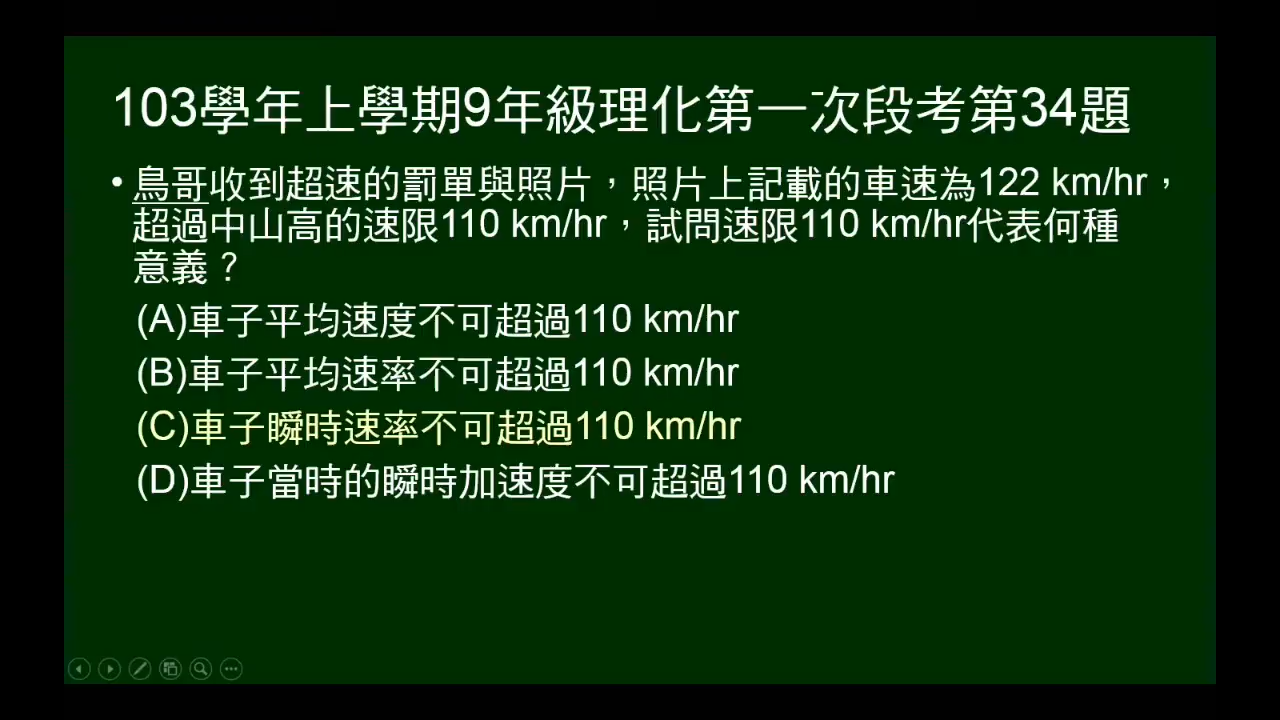 103學年上學期9年級理化第一次段考第34題
• 鳥哥收到超速的罰單與照片，照片上記載的車速為122 km/hr，
超過中山高的速限110 km/hr，試問速限110 km/hr代表何種
意義？
(A)車子平均速度不可超過110 km/hr
(B)車子平均速率不可超過110 km/hr
(C)車子瞬時速率不可超過110 km/hr
(D)車子當時的瞬時加速度不可超過110 km/hr